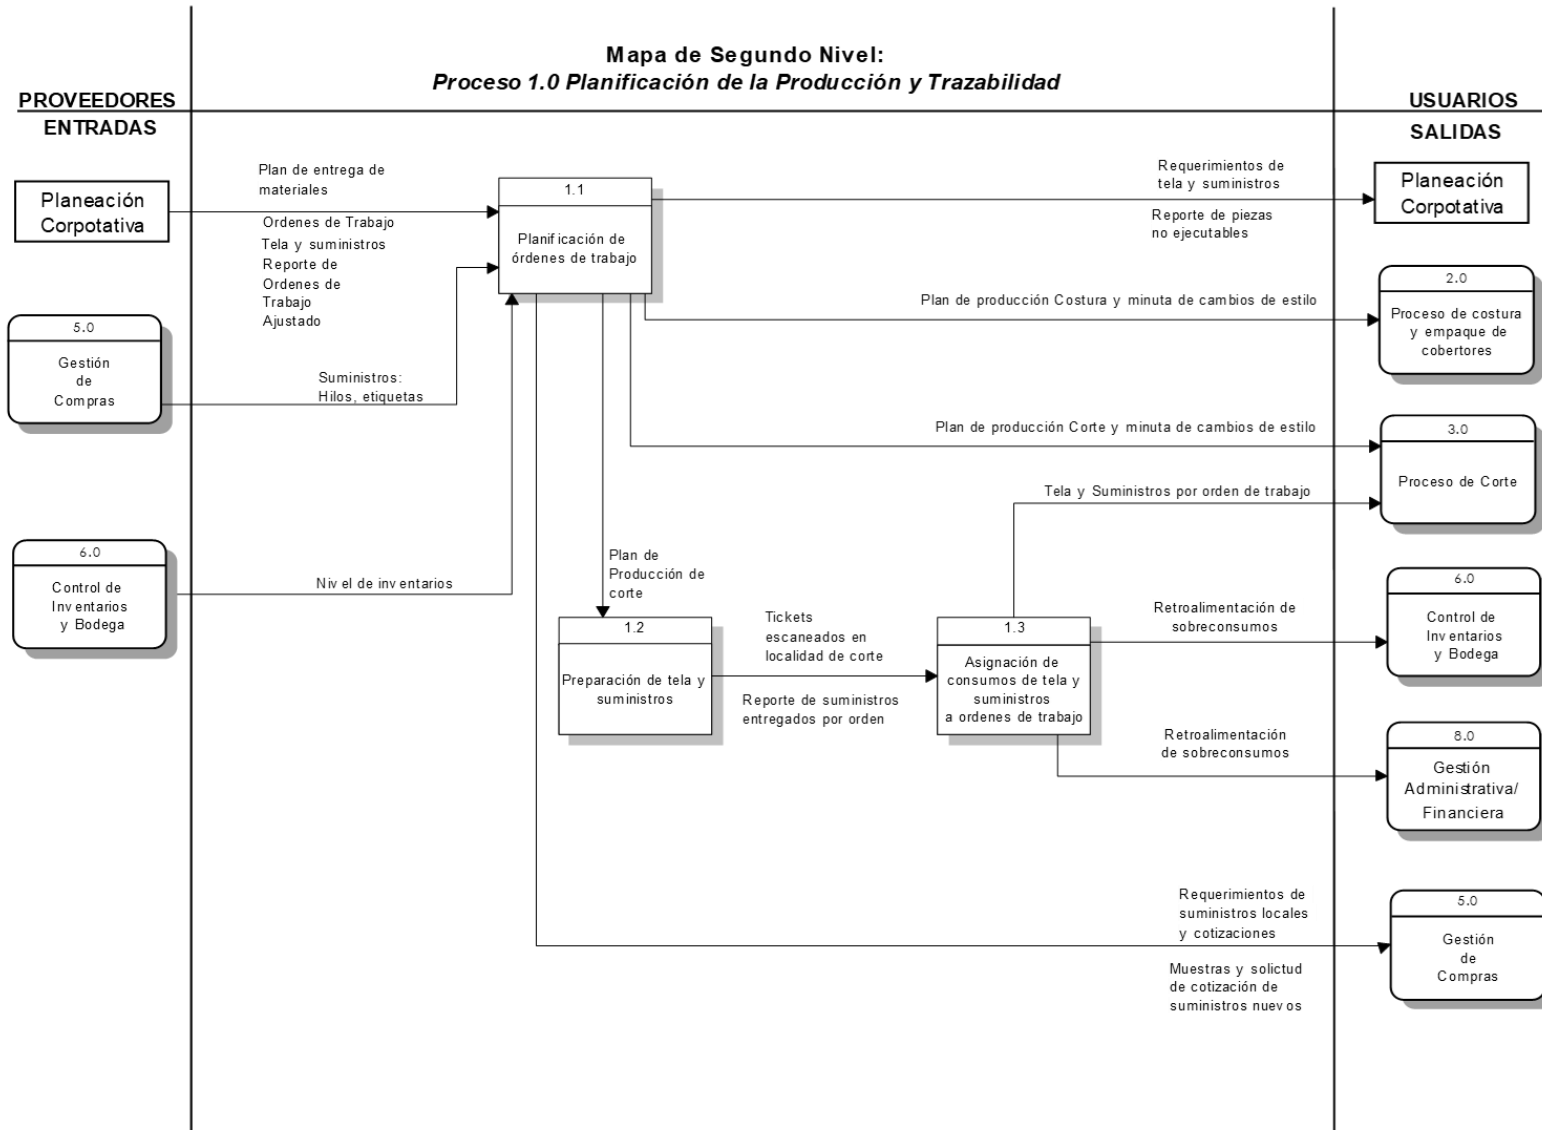 Mapa de Segundo Nivel:
Proceso 1.0 Planificación de la Producción y Trazabilidad
PROVEEDORES
ENTRADAS
USUARIOS
SALIDAS
Planeación
Corpotativa
5.0
Gestión
de
Compras
6.0
Control de
Inventarios
y Bodega
Plan de entrega de
materiales
Ordenes de Trabajo
Tela y suministros
Reporte de
Ordenes de
Trabajo
Ajustado
Suministros:
Hilos, etiquetas
Nivel de inventarios
1.1
Planificación de
órdenes de trabajo
Plan de
Producción de
corte
1.2
Preparación de tela y
suministros
Tickets
escaneados en
localidad de corte
Reporte de suministros
entregados por orden
1.3
Asignación de
consumos de tela y
suministros
a ordenes de trabajo
Requerimientos de
tela y suministros
Reporte de piezas
no ejecutables
Plan de producción Costura y minuta de cambios de estilo
Plan de producción Corte y minuta de cambios de estilo
Tela y Suministros por orden de trabajo
Retroalimentación de
sobreconsumos
Retroalimentación
de sobreconsumos
Requerimientos de
suministros locales
y cotizaciones
Muestras y solictud
de cotización de
suministros nuevos
Planeación
Corpotativa
2.0
Proceso de costura
y empaque de
cobertores
3.0
Proceso de Corte
6.0
Control de
Inventarios
y Bodega
8.0
Gestión
Administrativa/
Financiera
5.0
Gestión
de
Compras